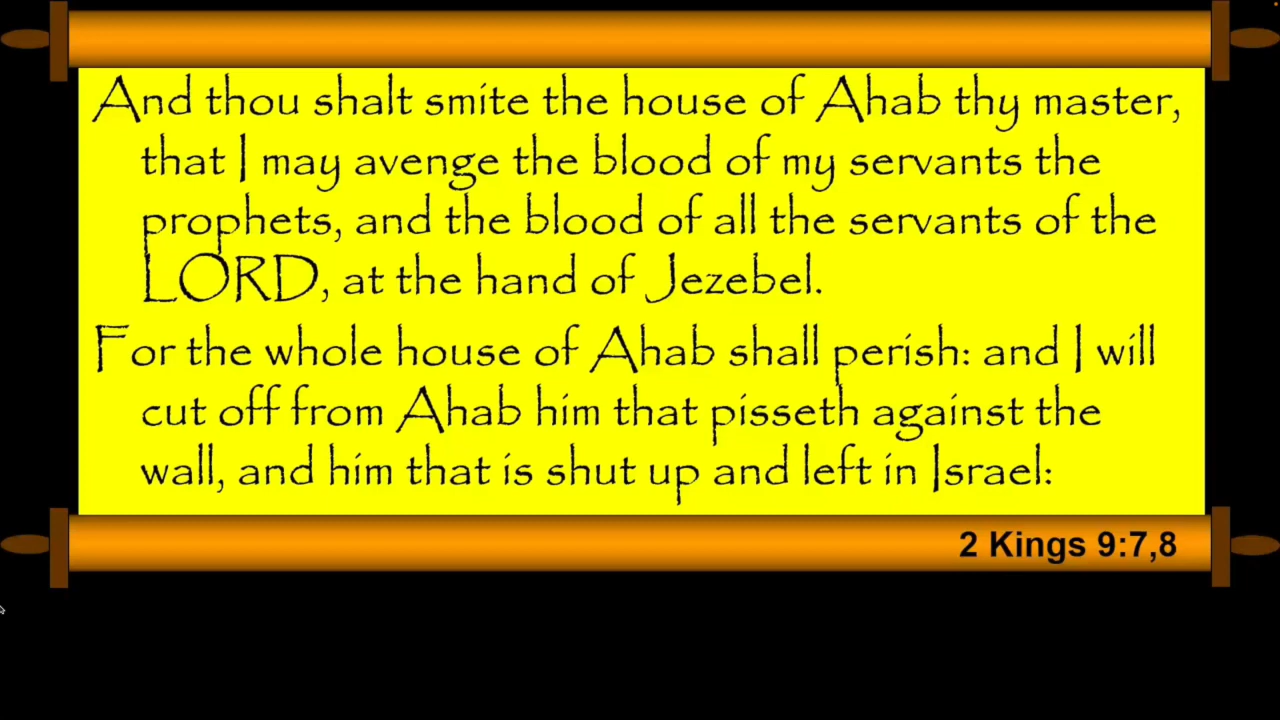 And thou shalt smite the house of Ahab thy master,
that I may avenge the blood of my servants the
prophets, and the blood of all the servants of the
LORD, at the hand of Jezebel.
For the whole house of Ahab shall perish: and I will
cut off from Ahab him that pisseth against the
wall, and him that is shut up and left in Israel:
2 Kings 9:7,8